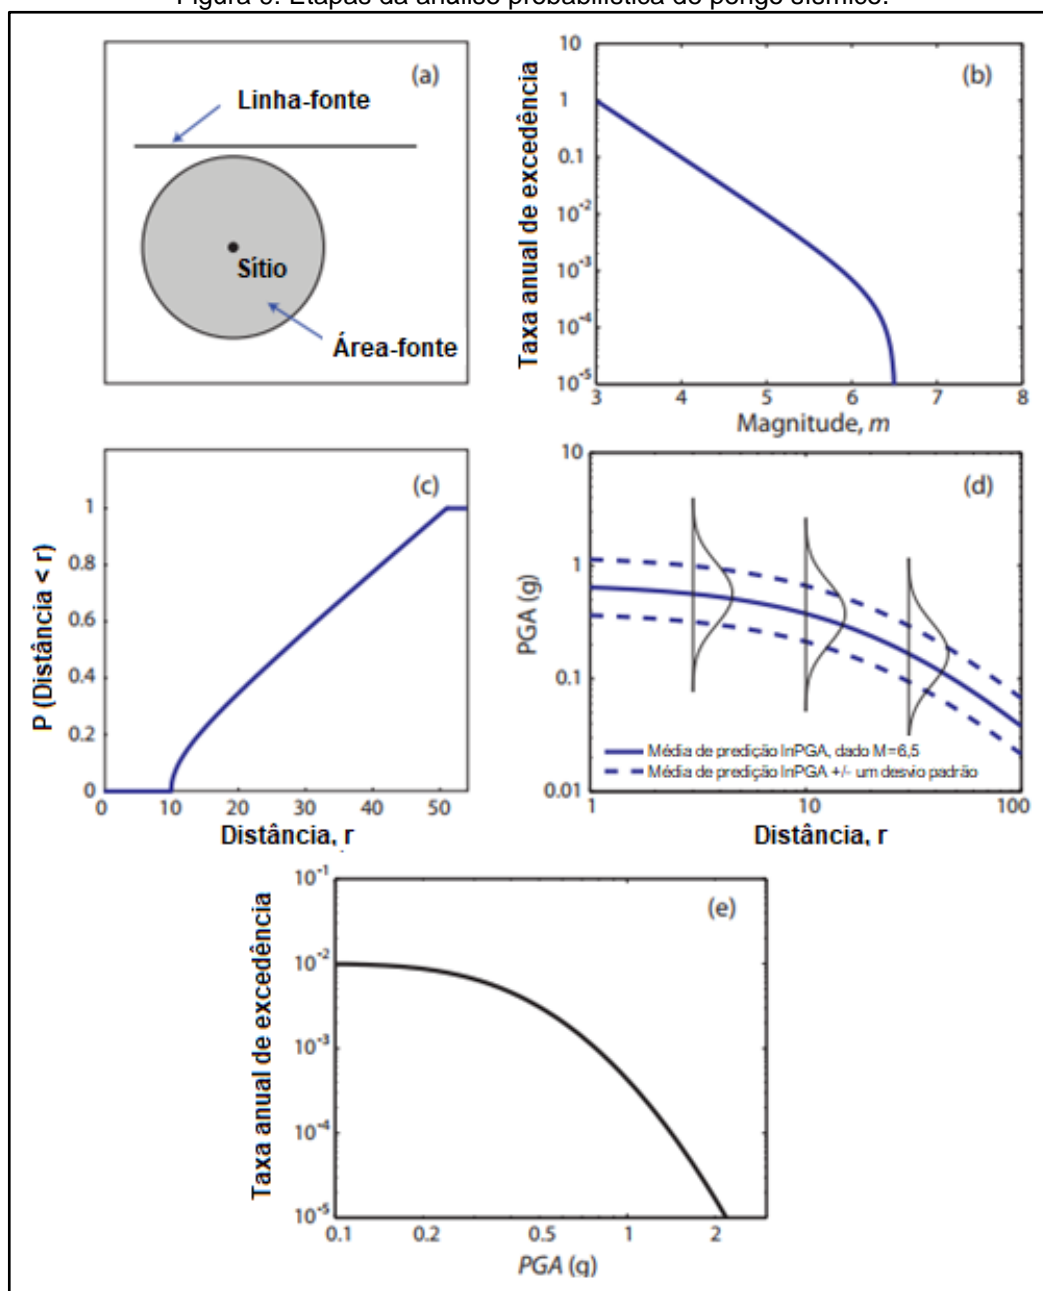 Figura 9: Etapas da análise probabilística de perigo sísmico.
(a)
Linha-fonte
Sítio
Área-fonte
(b)
Taxa anual de excedência
10
1
0.1
10-2
10-3
10-4
10-5
3 4 5 6 7 8
Magnitude, m
(c)
P (Distância < r)
1
0.8
0.6
0.4
0.2
0
0 10 20 30 40 50
Distância, r
(d)
PGA (g)
10
1
0.1
0.01
Média de predição lnPGA, dado M=6,5
Média de predição lnPGA +/- um desvio padrão
1 10 100
Distância, r
(e)
Taxa anual de excedência
10-1
10-2
10-3
10-4
10-5
0.1 0.2 0.5 1 2
PGA (g)